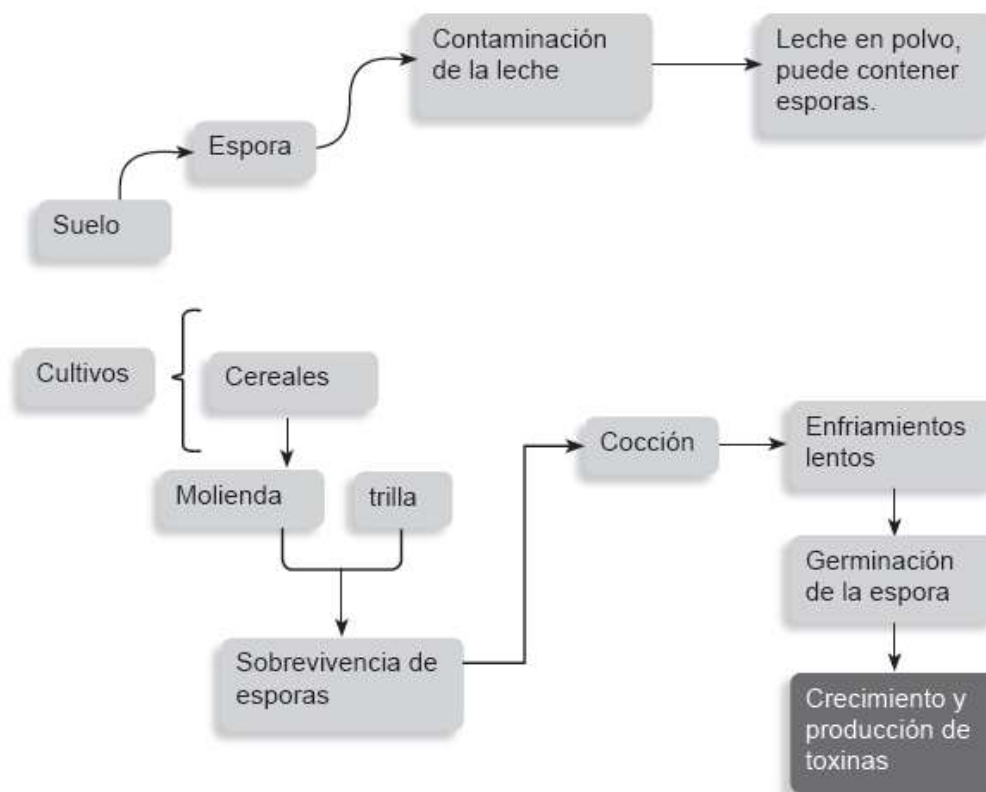 Contaminación
de la leche
Leche en polvo,
puede contener
esporas.
Espora
Suelo
Cultivos
Cereales
Molienda
trilla
Sobrevivencia de
esporas
Cocción
Enfriamientos
lentos
Germinación
de la espora
Crecimiento y
producción de
toxinas